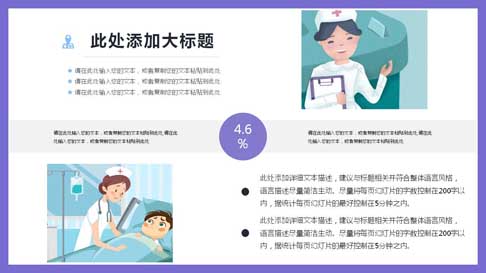 此处添加大标题
请在此处输入您的文本，或者复制您的文本粘贴到此处
请在此处输入您的文本，或者复制您的文本粘贴到此处
请在此处输入您的文本，或者复制您的文本粘贴到此处
请在此处输入您的文本，或者复制您的文本粘贴到此处,请在此
处输入您的文本，或者复制您的文本粘贴到此处
4.6
%
请在此处输入您的文本，或者复制您的文本粘贴到此处,请在此
处输入您的文本，或者复制您的文本粘贴到此处
此处添加详细文本描述，建议与标题相关并符合整体语言风格，
语言描述尽量简洁生动。尽量将每页幻灯片的字数控制在200字以
内，据统计每页幻灯片的最好控制在5分钟之内。
此处添加详细文本描述，建议与标题相关并符合整体语言风格，
语言描述尽量简洁生动。尽量将每页幻灯片的字数控制在200字以
内，据统计每页幻灯片的最好控制在5分钟之内。